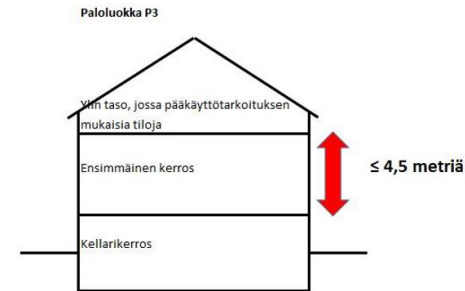 Paloluokka P3
Ylin taso, jossa pääkäyttötarkoituksen
mukaisia tiloja
Ensimmäinen kerros
≤ 4,5 metriä
Kellarikerros